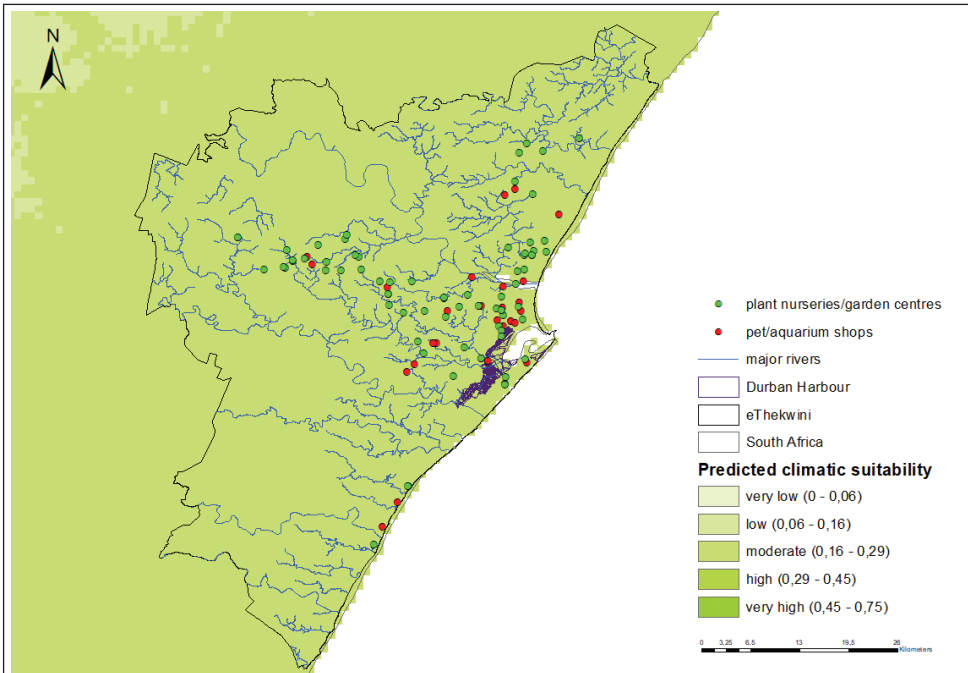 N
plant nurseries/garden centres
pet/aquarium shops
major rivers
Durban Harbour
eThekwini
South Africa
Predicted climatic suitability
very low (0 - 0,06)
low (0,06 - 0,16)
moderate (0,16 - 0,29)
high (0,29 - 0,45)
very high (0,45 - 0,75)
0 3.25 6.5 13 19.5 26
Kilometers